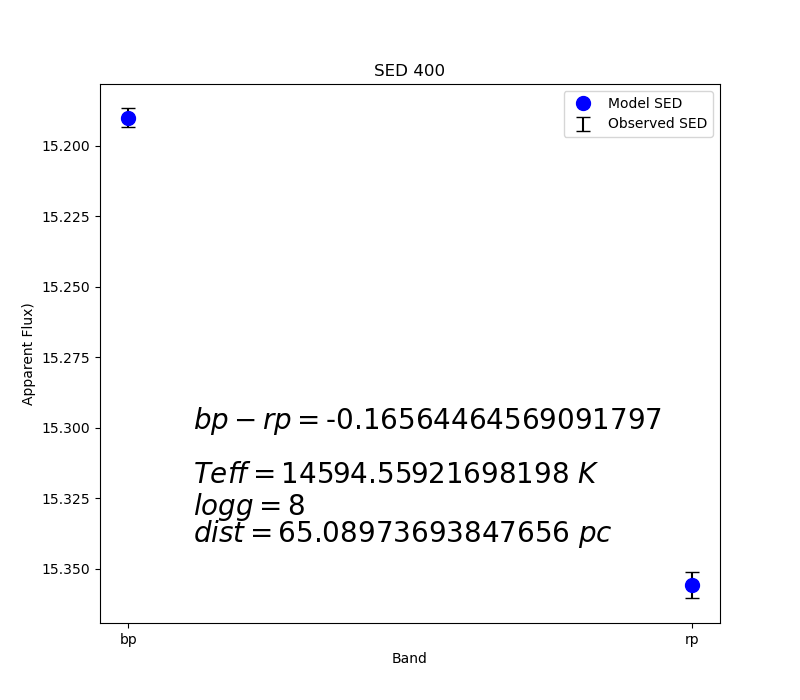 SED 400
Model SED
Observed SED
15.200
15.225
15.250
15.275
15.300
15.325
15.350
Apparent Flux)
bp − rp = -0.16564464569091797
Teff = 14594.55921698198 K
logg = 8
dist = 65.08973693847656 pc
bp
rp
Band